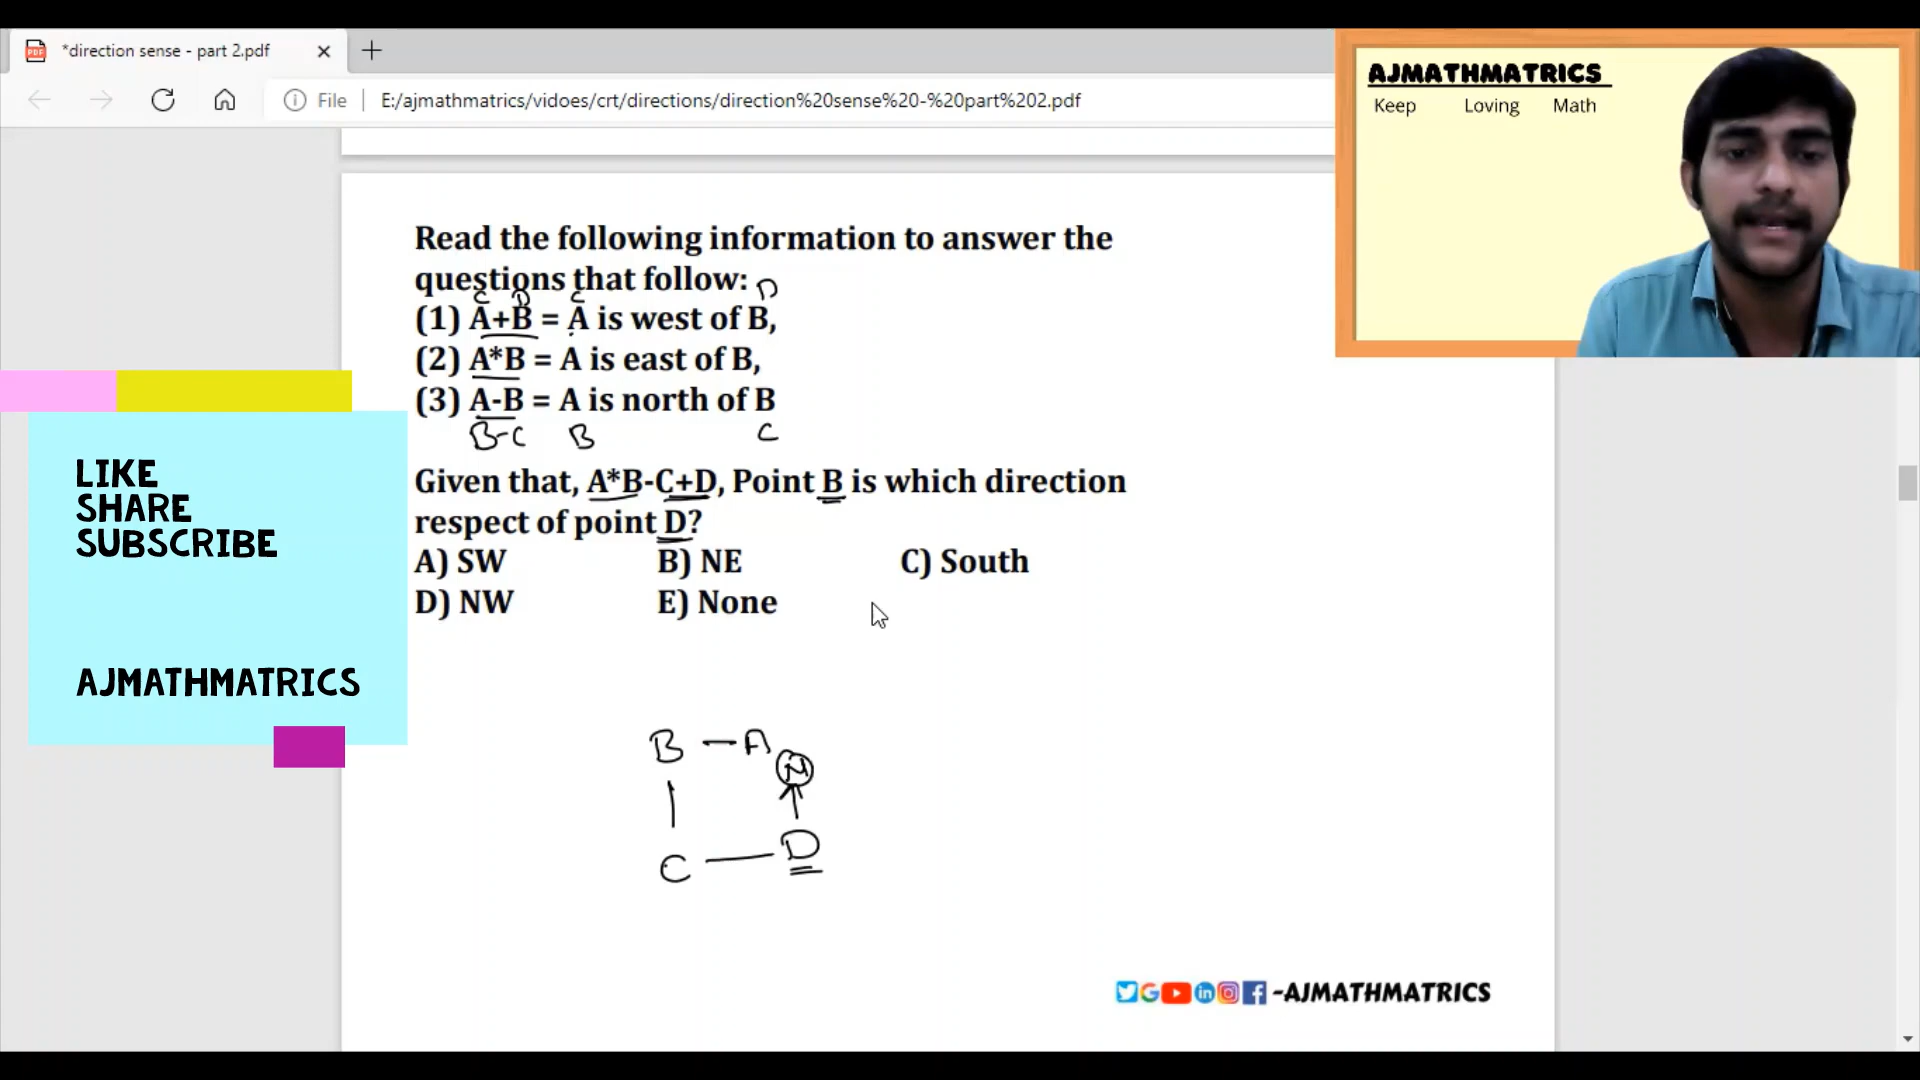 *direction sense - part 2.pdf
File
E:/ajmathmatrics/vidoes/crt/directions/direction%20sense%20-%20part%202.pdf
AJMATHMATRICS
Keep Loving Math
Read the following information to answer the
questions that follow:
C D C D
(1) A+B = A is west of B,
(2) A*B = A is east of B,
(3) A-B = A is north of B
B-C B C
Given that, A*B-C+D, Point B is which direction
respect of point D?
A) SW B) NE C) South
D) NW E) None
LIKE
SHARE
SUBSCRIBE
AJMATHMATRICS
B - A
N
C D
-AJMATHMATRICS